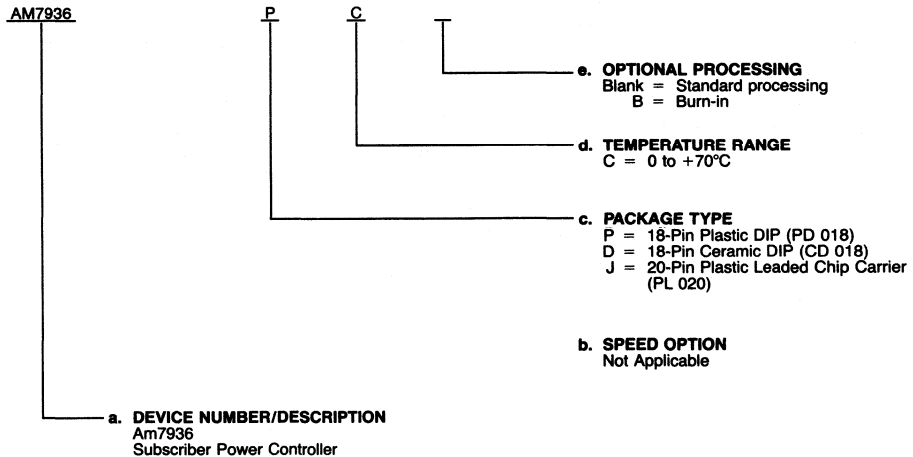 AM7936 P C
e. OPTIONAL PROCESSING
Blank = Standard processing
B = Burn-in
d. TEMPERATURE RANGE
C = 0 to +70°C
c. PACKAGE TYPE
P = 18-Pin Plastic DIP (PD 018)
D = 18-Pin Ceramic DIP (CD 018)
J = 20-Pin Plastic Leaded Chip Carrier
(PL 020)
b. SPEED OPTION
Not Applicable
a. DEVICE NUMBER/DESCRIPTION
Am7936
Subscriber Power Controller